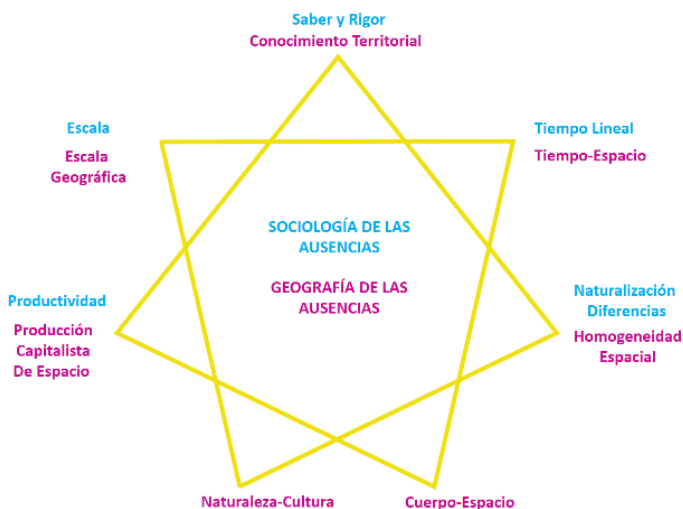 Saber y Rigor
Conocimiento Territorial
Escala
Escala
Geográfica
Tiempo Lineal
Tiempo-Espacio
SOCIOLOGÍA DE LAS
AUSENCIAS
GEOGRAFÍA DE LAS
AUSENCIAS
Productividad
Producción
Capitalista
De Espacio
Naturalización
Diferencias
Homogeneidad
Espacial
Naturaleza-Cultura
Cuerpo-Espacio